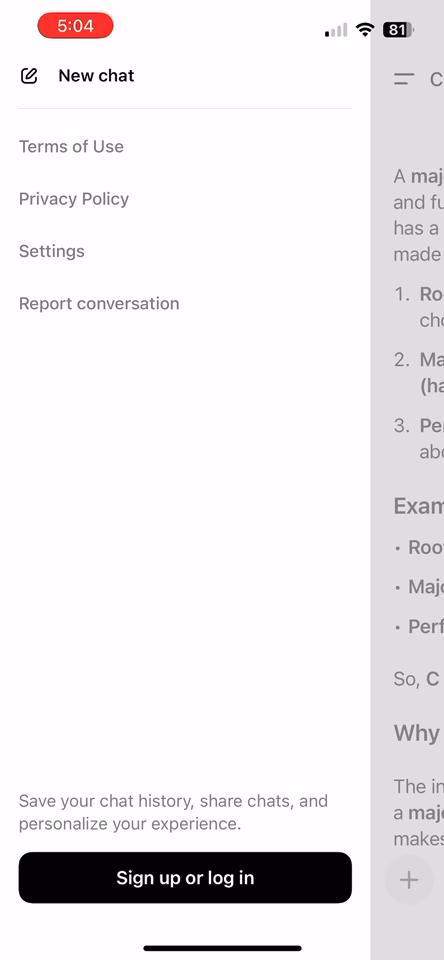 5:04
81
New chat
Terms of Use
Privacy Policy
Settings
Report conversation
Save your chat history, share chats, and
personalize your experience.
Sign up or log in
C
A maj
and fu
has a
made
1. Ro
cho
2. Ma
(ha
3. Per
abo
Exam
• Roo
• Majo
• Perf
So, C
Why
The in
a majo
makes